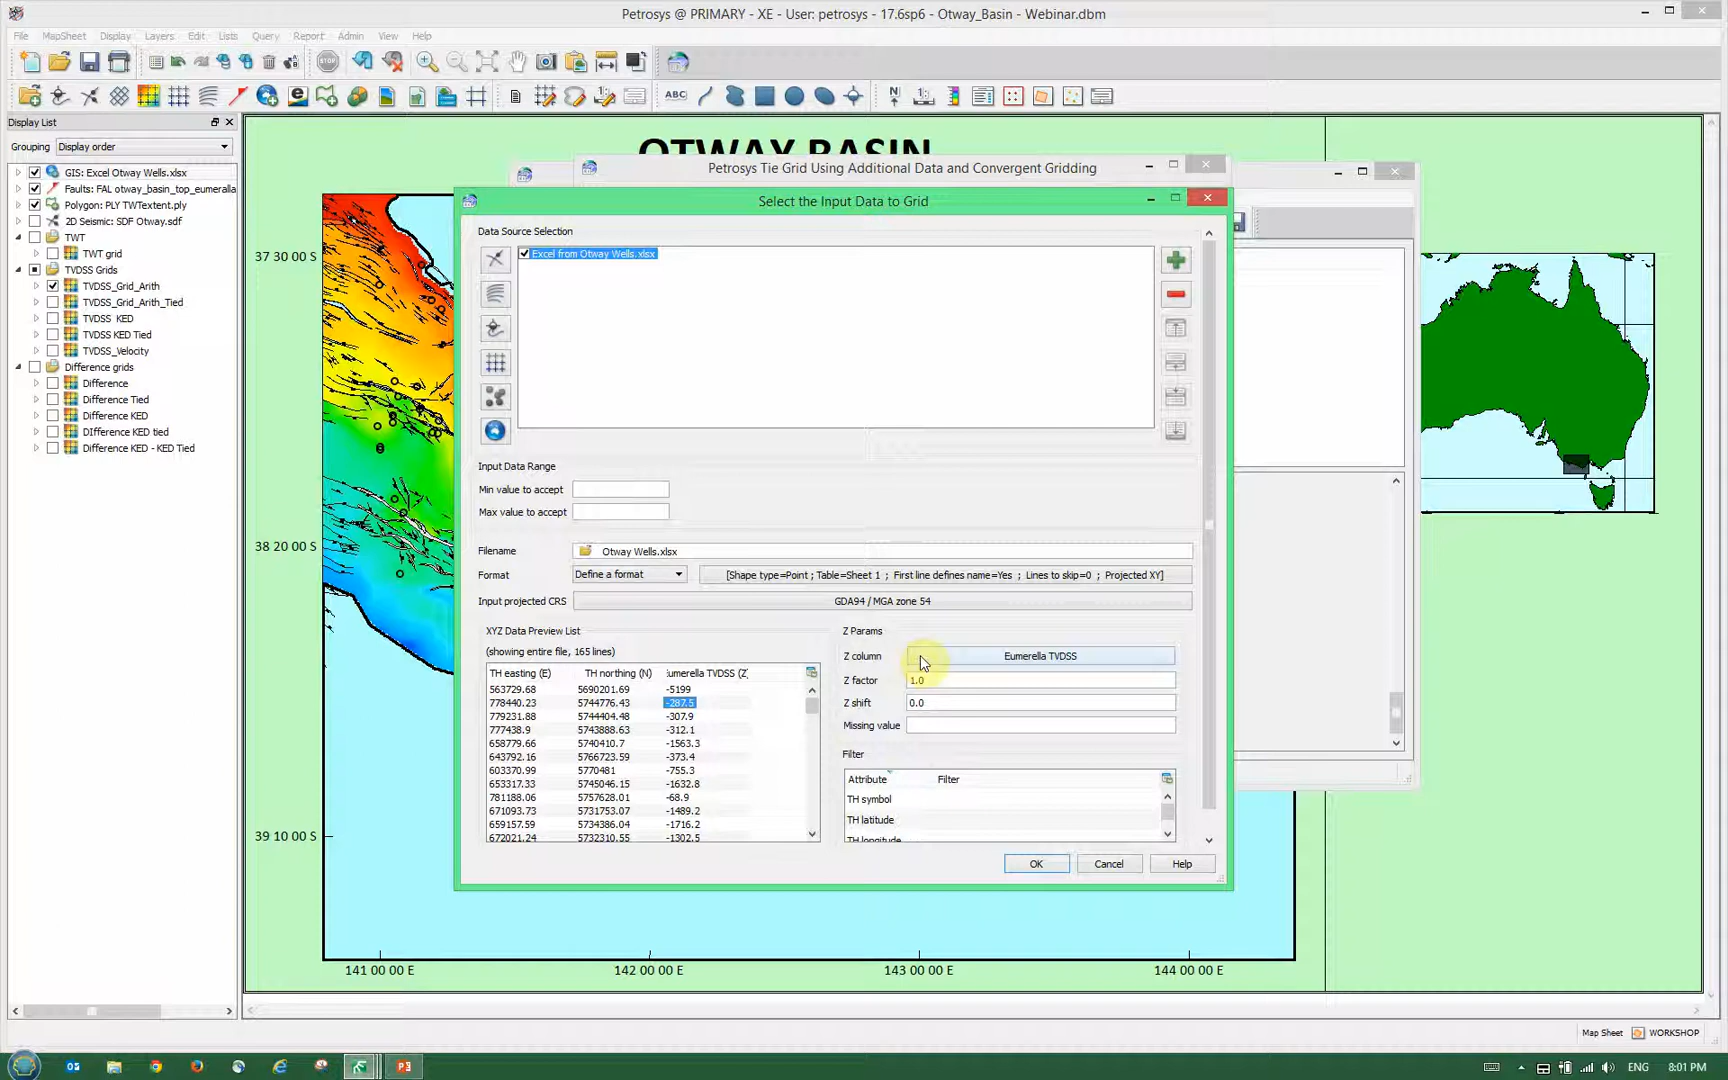 Petrosys @ PRIMARY - XE - User: petrosys - 17.6sp6 - Otway_Basin - Webinar.dbm
File MapSheet Display Layers Edit Lists Query Report Admin View Help
STOP
ABC
N
Display List
Grouping Display order
GIS: Excel Otway Wells.xlsx
Faults: FAL otway_basin_top_eumeralla
Polygon: PLY TWTextent.ply
2D Seismic: SDF Otway.sdf
TWT
TWT grid
TVDSS Grids
TVDSS_Grid_Arith
TVDSS_Grid_Arith_Tied
TVDSS KED
TVDSS KED Tied
TVDSS_Velocity
Difference grids
Difference
Difference Tied
Difference KED
DIfference KED tied
Difference KED - KED Tied
OTWAY BASIN
37 30 00 S
38 20 00 S
39 10 00 S
141 00 00 E
142 00 00 E
143 00 00 E
144 00 00 E
Petrosys Tie Grid Using Additional Data and Convergent Gridding
Select the Input Data to Grid
Data Source Selection
Excel from Otway Wells.xlsx
Input Data Range
Min value to accept
Max value to accept
Filename Otway Wells.xlsx
Format Define a format [Shape type=Point ; Table=Sheet 1 ; First line defines name=Yes ; Lines to skip=0 ; Projected XY]
Input projected CRS GDA94 / MGA zone 54
XYZ Data Preview List
(showing entire file, 165 lines)
TH easting (E) TH northing (N) umerella TVDSS (Z)
563729.68 5690201.69 -5199
778440.23 5744776.43 -287.5
779231.88 5744404.48 -307.9
777438.9 5743888.63 -312.1
658779.66 5740410.7 -1563.3
643792.16 5766723.59 -373.4
603370.99 5770481 -755.3
653317.33 5745046.15 -1632.8
781188.06 5757628.01 -68.9
671093.73 5731753.07 -1489.2
659157.59 5734386.04 -1716.2
672021.24 5732310.55 -1302.5
Z Params
Z column Eumerella TVDSS
Z factor 1.0
Z shift 0.0
Missing value
Filter
Attribute Filter
TH symbol
TH latitude
TH longitude
OK Cancel Help
Map Sheet WORKSHOP
ENG 8:01 PM